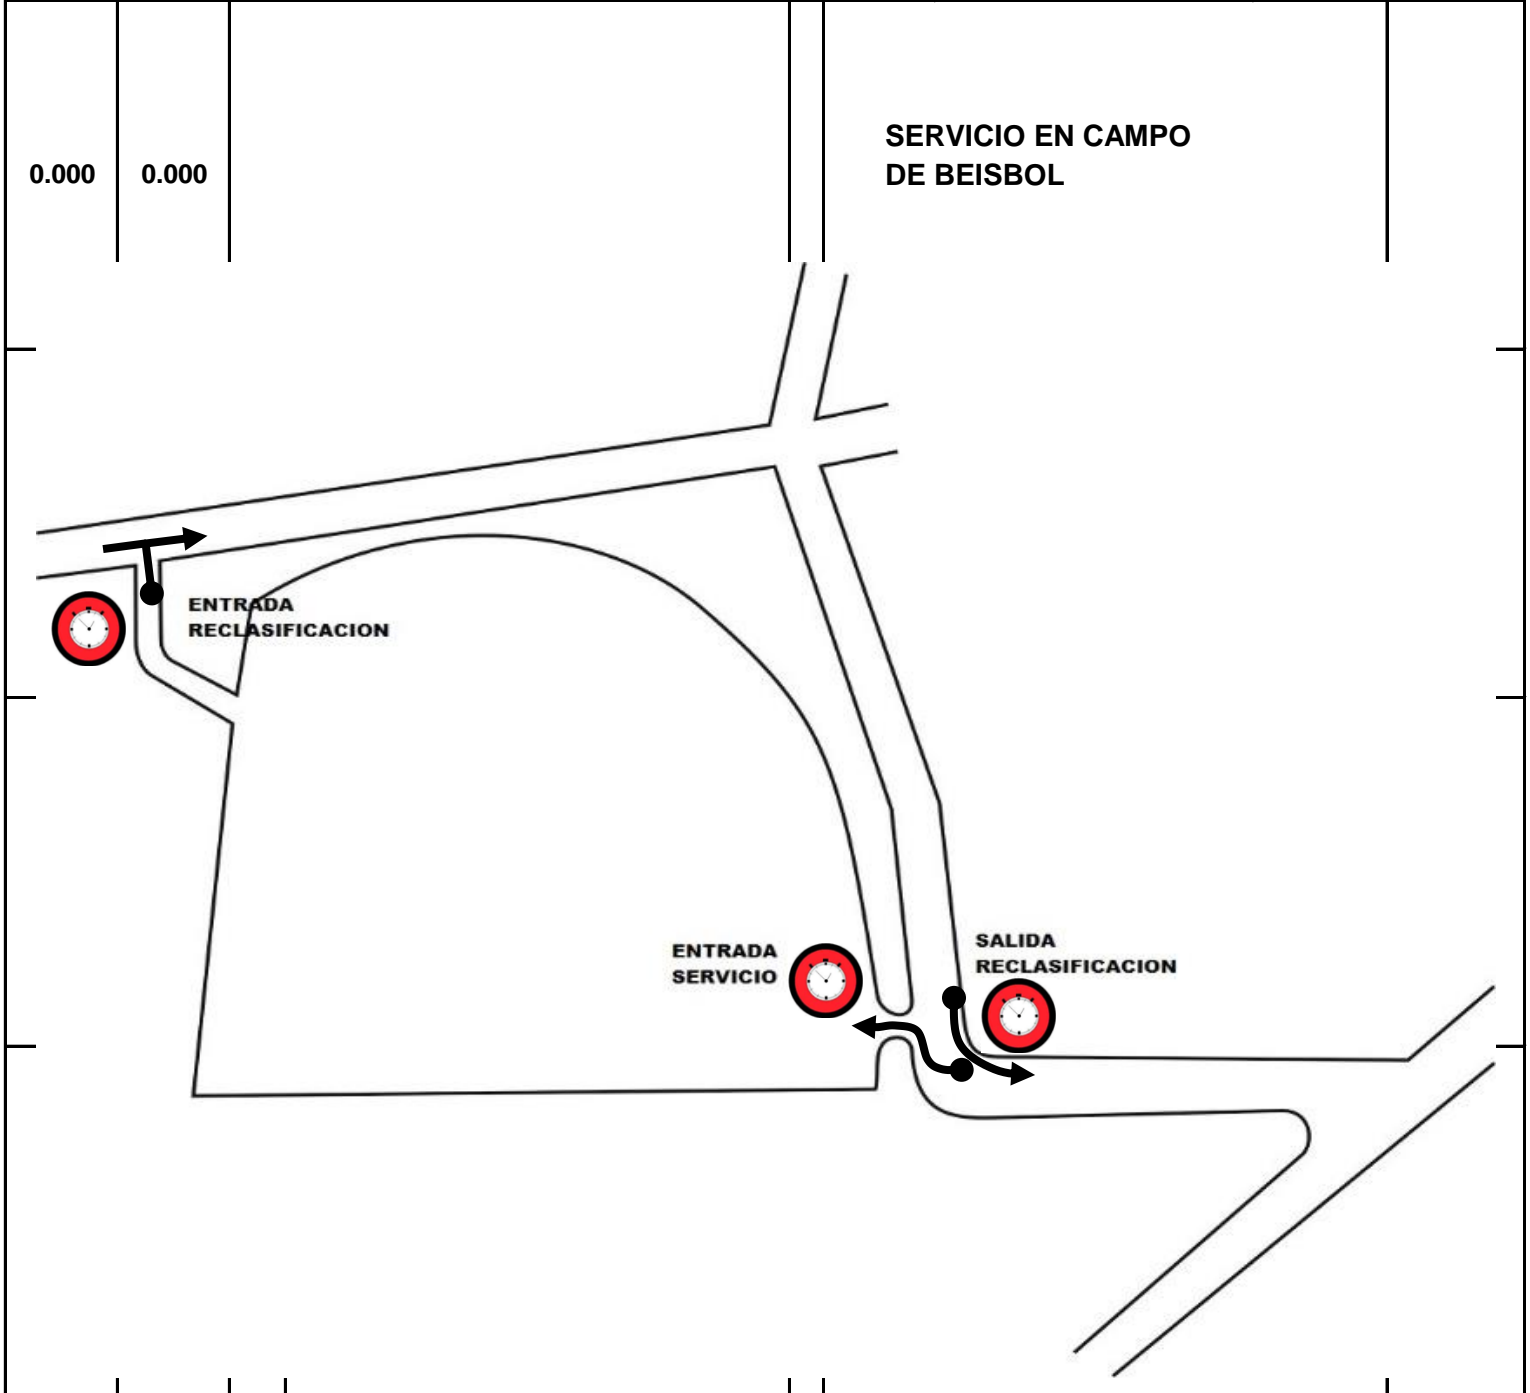 SERVICIO EN CAMPO
DE BEISBOL
0.000
0.000
ENTRADA
RECLASIFICACION
ENTRADA
SERVICIO
SALIDA
RECLASIFICACION